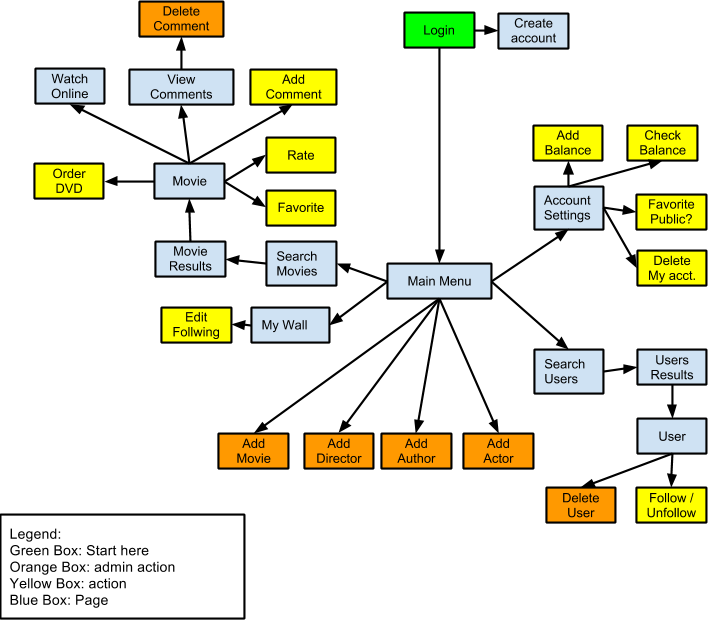 Delete
Comment
Login
Create
account
Watch
Online
View
Comments
Add
Comment
Add
Balance
Check
Balance
Rate
Order
DVD
Movie
Favorite
Account
Settings
Favorite
Public?
Movie
Results
Search
Movies
Main Menu
Delete
My acct.
Edit
Follwing
My Wall
Search
Users
Users
Results
Add
Movie
Add
Director
Add
Author
Add
Actor
User
Delete
User
Follow /
Unfollow
Legend:
Green Box: Start here
Orange Box: admin action
Yellow Box: action
Blue Box: Page